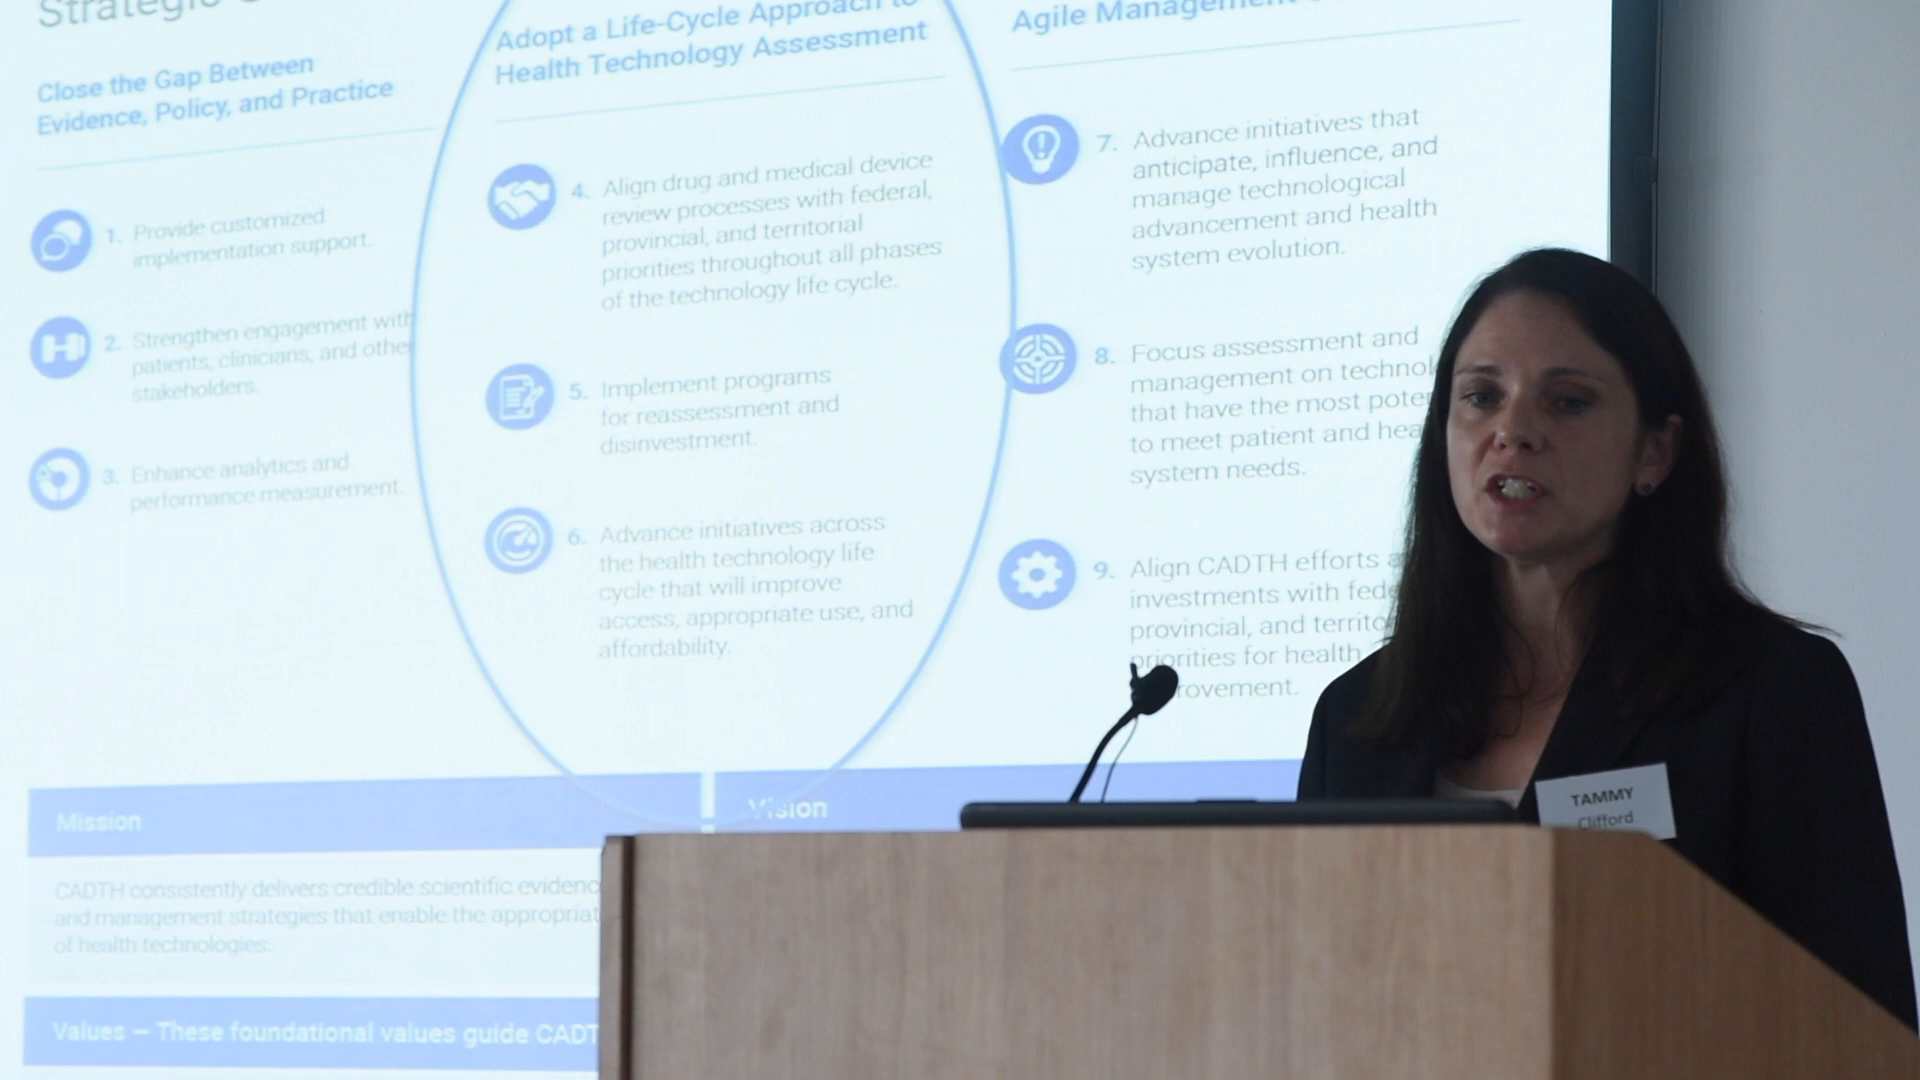 Strategic
Close the Gap Between
Evidence, Policy, and Practice
1. Provide customized
implementation support.
2. Strengthen engagement with
patients, clinicians, and other
stakeholders.
3. Enhance analytics and
performance measurement.
Adopt a Life-Cycle Approach to
Health Technology Assessment
4. Align drug and medical device
review processes with federal,
provincial, and territorial
priorities throughout all phases
of the technology life cycle.
5. Implement programs
for reassessment and
disinvestment.
6. Advance initiatives across
the health technology life
cycle that will improve
access, appropriate use, and
affordability.
Agile Management
7. Advance initiatives that
anticipate, influence, and
manage technological
advancement and health
system evolution.
8. Focus assessment and
management on technol
that have the most poten
to meet patient and hea
system needs.
9. Align CADTH efforts a
investments with fede
provincial, and territor
priorities for health
rovement.
Mission
Vision
CADTH consistently delivers credible scientific evidenc
and management strategies that enable the appropriat
of health technologies.
Values – These foundational values guide CADT
TAMMY
Clifford